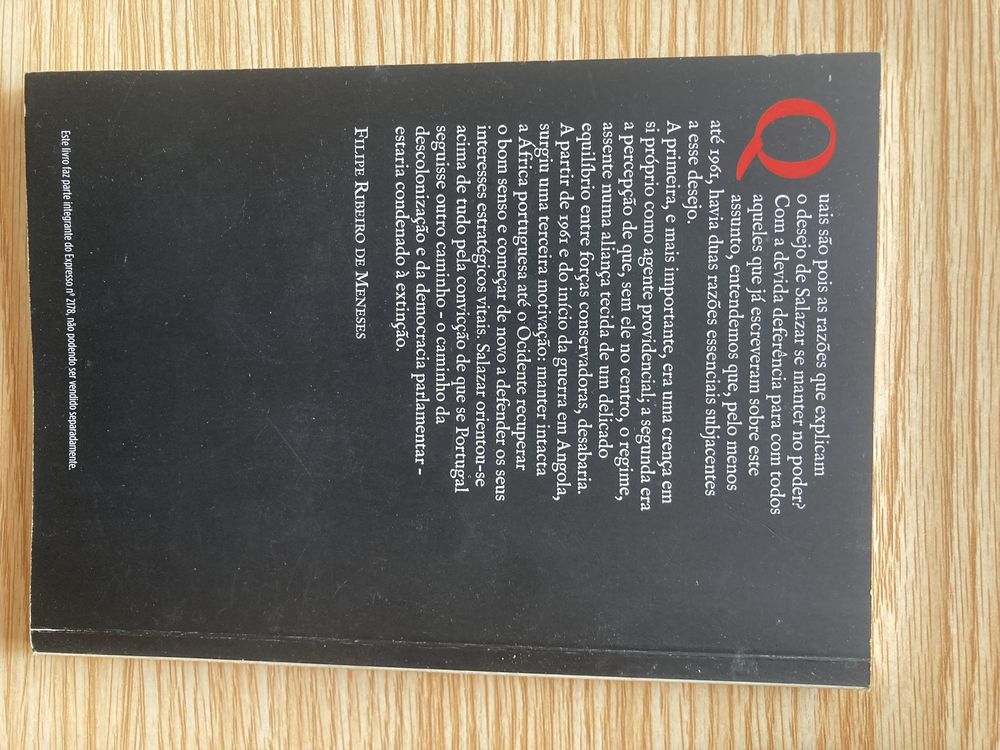 Quais são pois as razões que explicam
o desejo de Salazar se manter no poder?
Com a devida deferência para com todos
aqueles que já escreveram sobre este
assunto, entendemos que, pelo menos
até 1961, havia duas razões essenciais subjacentes
a esse desejo.
A primeira, e mais importante, era uma crença em
si próprio como agente providencial; a segunda era
a percepção de que, sem ele no centro, o regime,
assente numa aliança tecida de um delicado
equilíbrio entre forças conservadoras, desabaria.
A partir de 1961 e do início da guerra em Angola,
surgiu uma terceira motivação: manter intacta
a África portuguesa até o Ocidente recuperar
o bom senso e começar de novo a defender os seus
interesses estratégicos vitais. Salazar orientou-se
acima de tudo pela convicção de que se Portugal
seguisse outro caminho - o caminho da
descolonização e da democracia parlamentar -
estaria condenado à extinção.
FILIPE RIBEIRO DE MENESES
Este livro faz parte integrante do Expresso nº 2178, não podendo ser vendido separadamente.